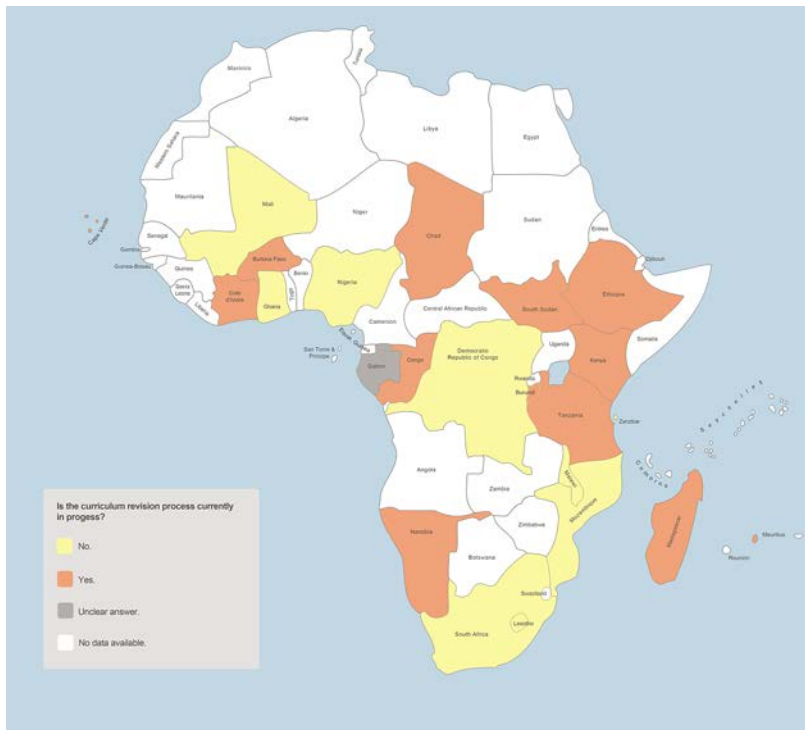 Morocco
Tunisia
Algeria
Libya
Egypt
Western Sahara
Mauritania
Mali
Niger
Chad
Sudan
Eritrea
Cape Verde
Senegal
Gambia
Guinea-Bissau
Guinea
Sierra
Leone
Liberia
Cote
d'Ivoire
Burkina Faso
Ghana
Togo
Benin
Nigeria
Cameroon
Central African Republic
South Sudan
Ethiopia
Djibouti
Somalia
Equat. Guinea
Sao Tome &
Principe
Gabon
Congo
Democratic
Republic of Congo
Uganda
Kenya
Rwanda
Burundi
Tanzania
Zanzibar
Seychelles
Comoros
Angola
Zambia
Malawi
Mozambique
Zimbabwe
Namibia
Botswana
Madagascar
Mauritius
Reunion
Swaziland
Lesotho
South Africa
Is the curriculum revision process currently
in progess?
No.
Yes.
Unclear answer.
No data available.